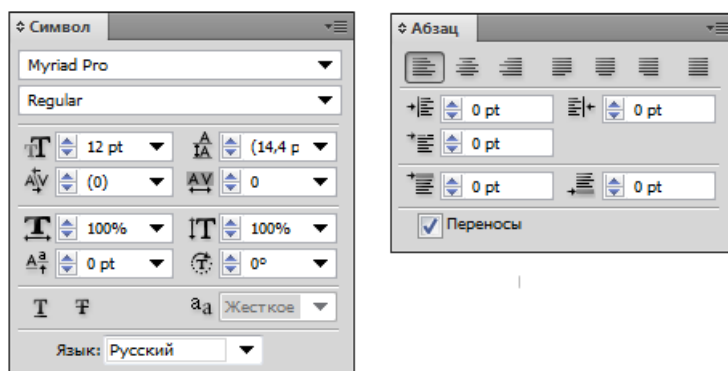 Символ
Myriad Pro
Regular
12 pt (14,4 p
(0) 0
100% 100%
0 pt 0°
Жесткое
Язык: Русский
Абзац
0 pt 0 pt
0 pt
0 pt 0 pt
Переносы